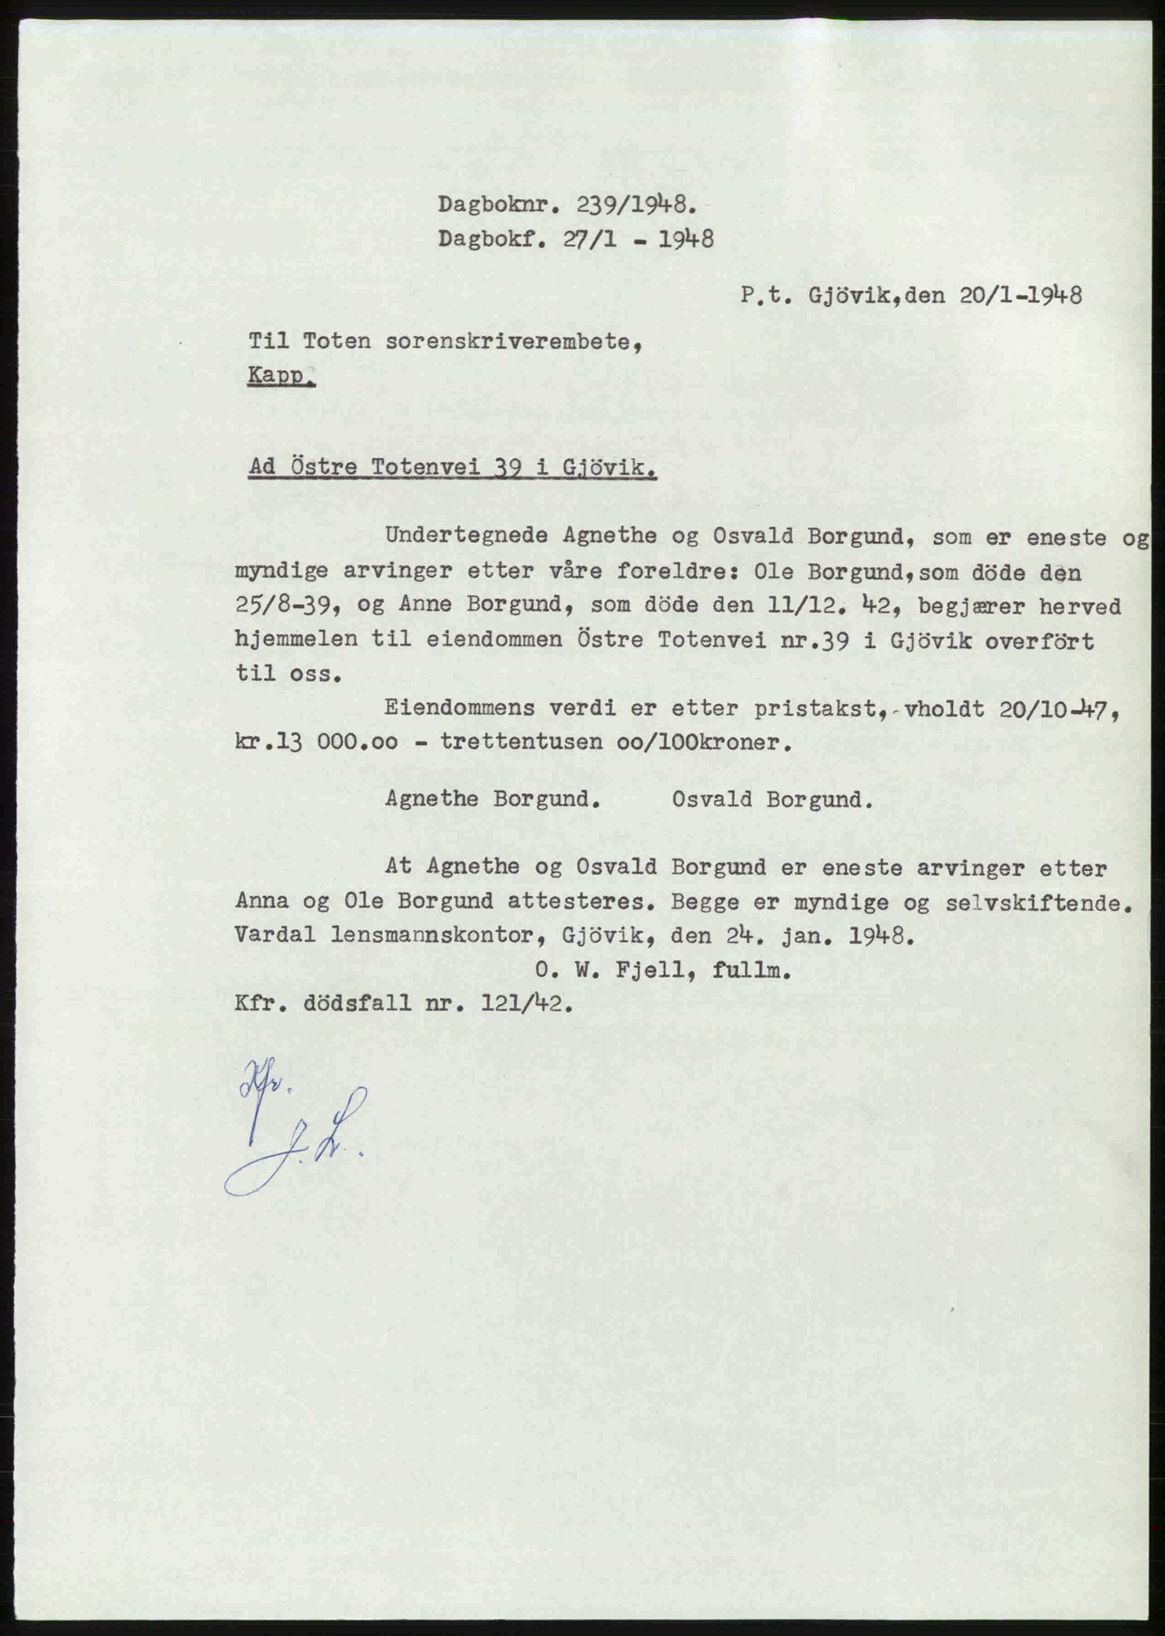 Dagboknr. 239/1948.
Dagbokf. 27/1 - 1948
P.t. Gjövik,den 20/1-1948
Til Toten sorenskriverembete,
Kapp.
Ad Östre Totenvei 39 i Gjövik.
Undertegnede Agnethe og Osvald Borgund, som er eneste og
myndige arvinger etter våre foreldre: Ole Borgund,som döde den
25/8-39, og Anne Borgund, som döde den 11/12. 42, begjærer herved
hjemmelen til eiendommen Östre Totenvei nr.39 i Gjövik overfört
til oss.
Eiendommens verdi er etter pristakst,-vholdt 20/10-47,
kr.13 000.oo - trettentusen oo/100kroner.
Agnethe Borgund. Osvald Borgund.
At Agnethe og Osvald Borgund er eneste arvinger etter
Anna og Ole Borgund attesteres. Begge er myndige og selvskiftende.
Vardal lensmannskontor, Gjövik, den 24. jan. 1948.
O. W. Fjell, fullm.
Kfr. dödsfall nr. 121/42.